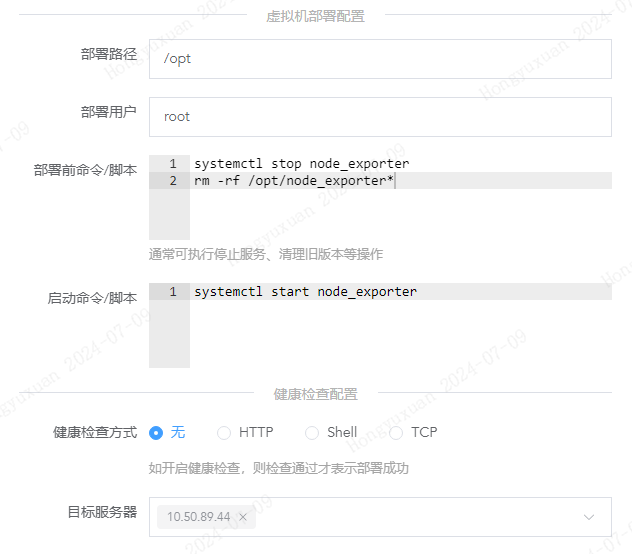 虚拟机部署配置
部署路径
/opt
部署用户
root
部署前命令/脚本
1 systemctl stop node_exporter
2 rm -rf /opt/node_exporter*
通常可执行停止服务、清理旧版本等操作
启动命令/脚本
1 systemctl start node_exporter
健康检查配置
健康检查方式 无 HTTP Shell TCP
如开启健康检查，则检查通过才表示部署成功
目标服务器
10.50.89.44 ×
Hongyuxuan 2024-07-09